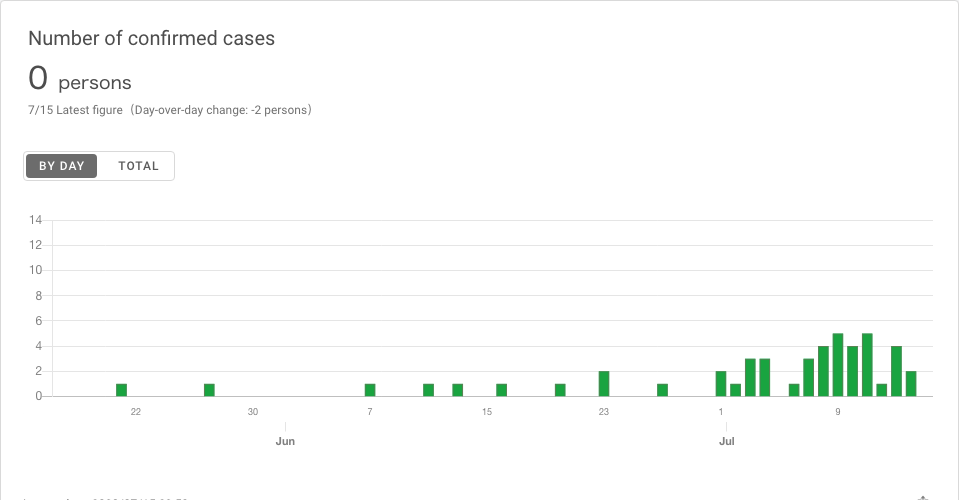 Number of confirmed cases
0 persons
7/15 Latest figure（Day-over-day change: -2 persons）
BY DAY TOTAL
14
12
10
8
6
4
2
0
22 30 7 15 23 1 9
Jun Jul